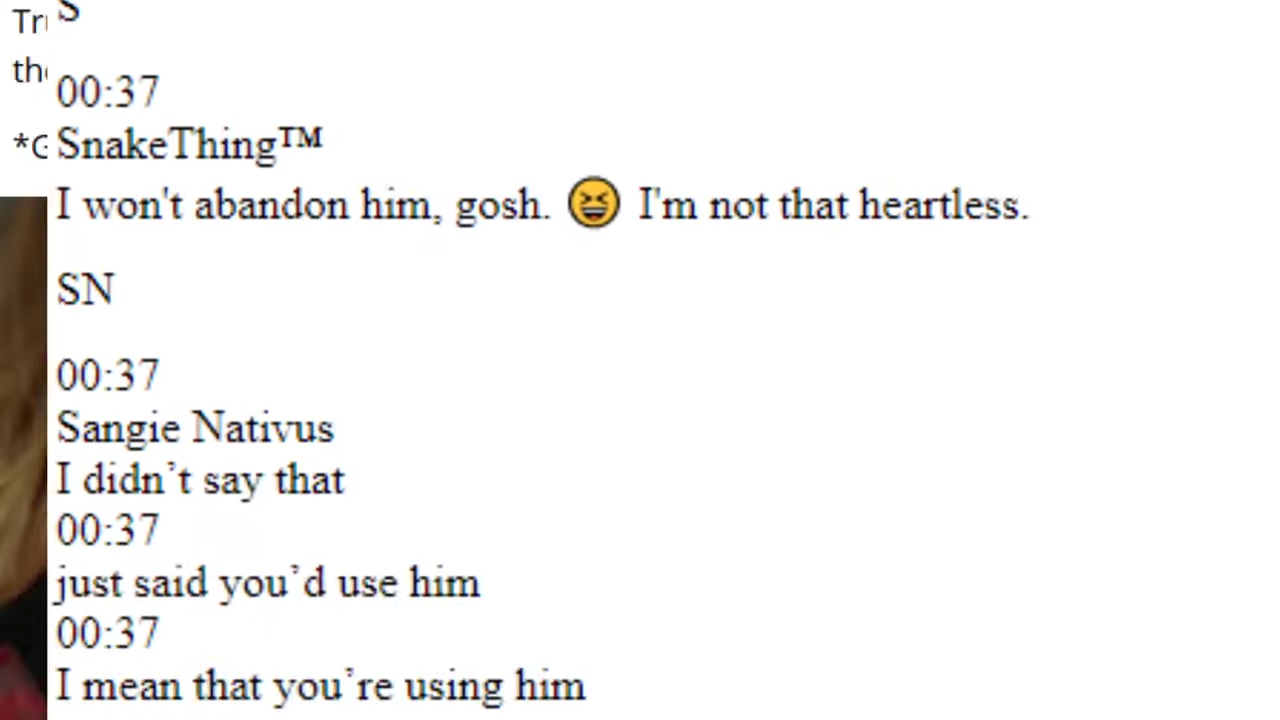 S
00:37
SnakeThing™
I won't abandon him, gosh. 😆 I'm not that heartless.
SN
00:37
Sangie Nativus
I didn’t say that
00:37
just said you’d use him
00:37
I mean that you’re using him